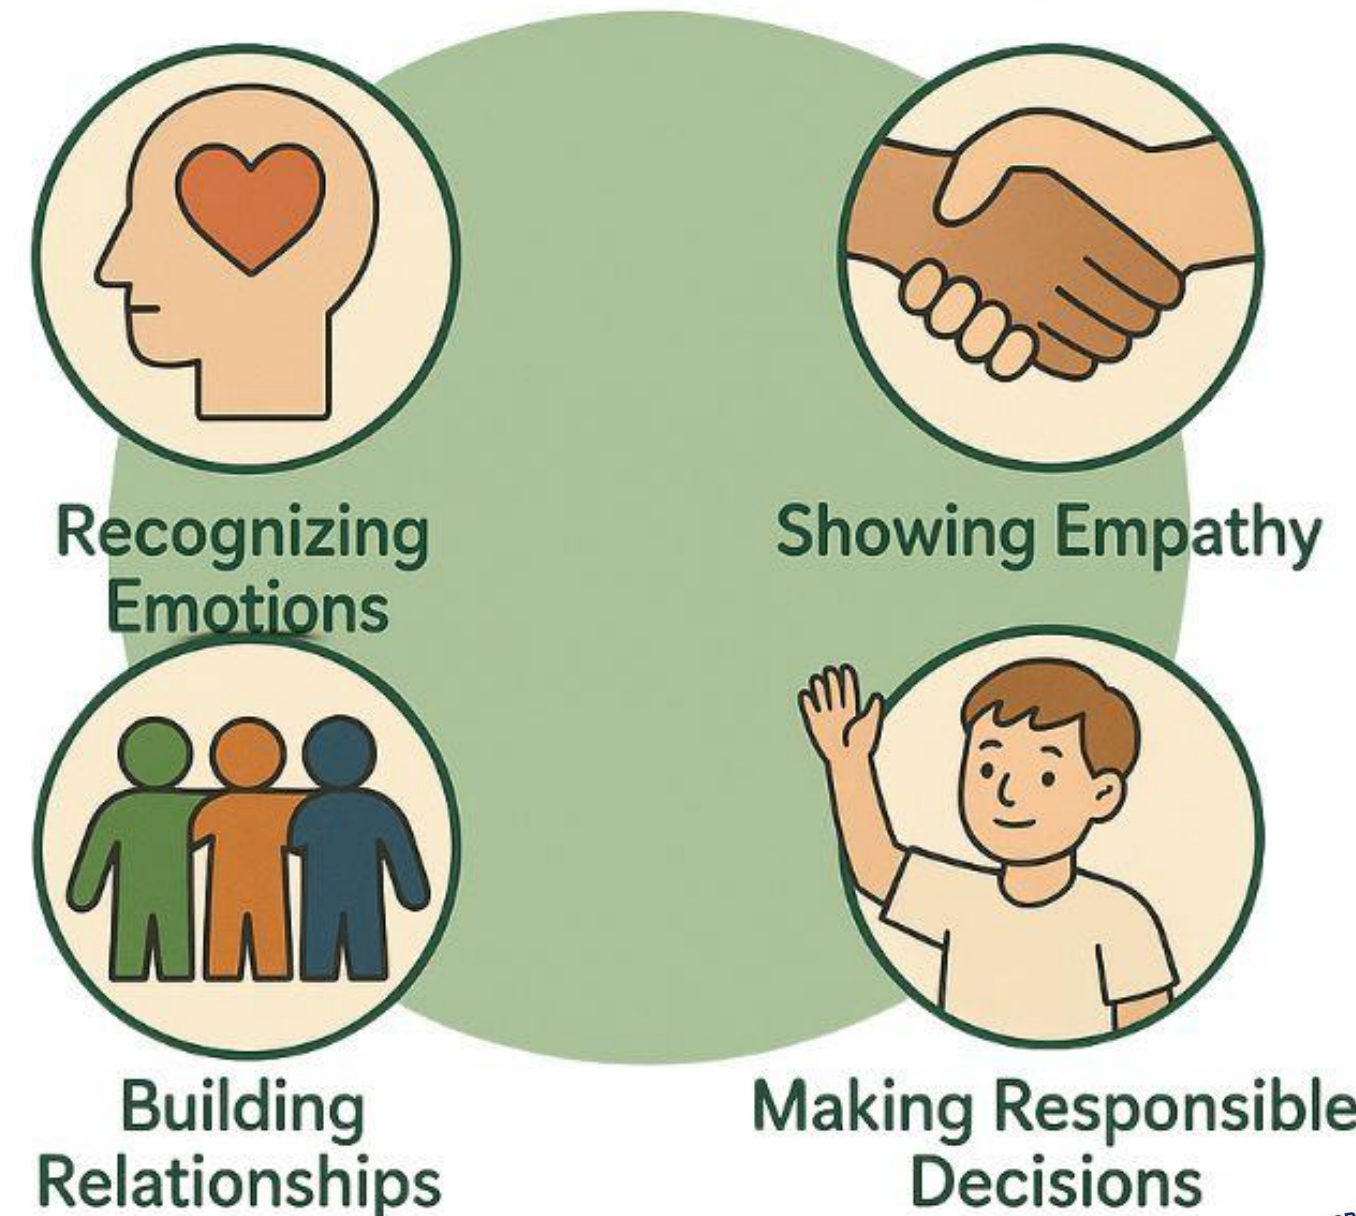 Recognizing
Emotions
Showing Empathy
Building
Relationships
Making Responsible
Decisions